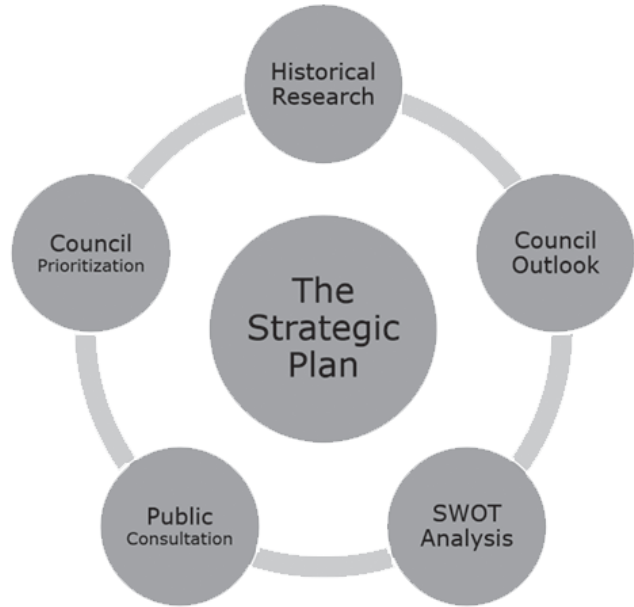 Historical
Research
Council
Outlook
SWOT
Analysis
Public
Consultation
Council
Prioritization
The
Strategic
Plan